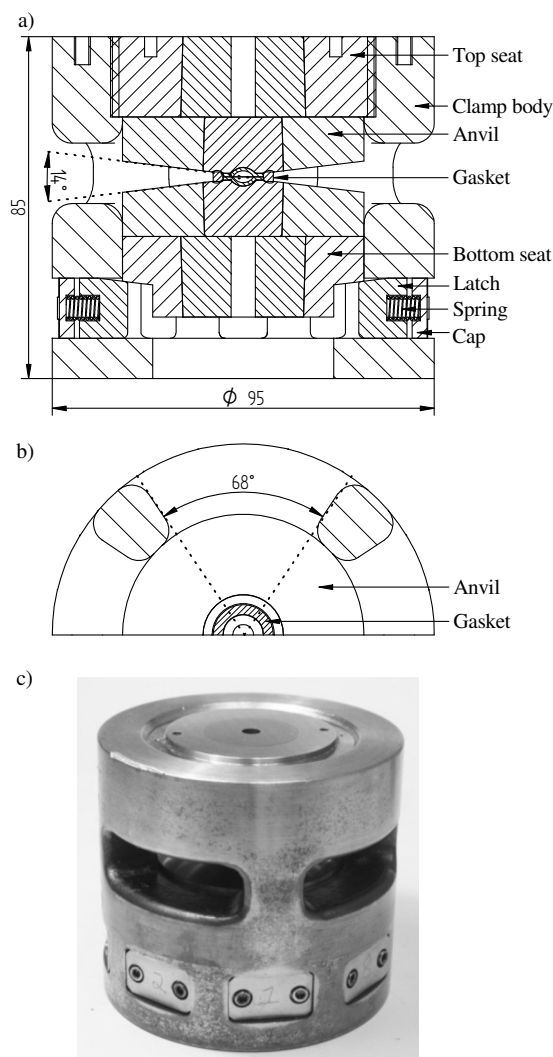 a)
Top seat
Clamp body
Anvil
Gasket
14°
85
Bottom seat
Latch
Spring
Cap
ϕ 95
b)
68°
Anvil
Gasket
c)
2
1